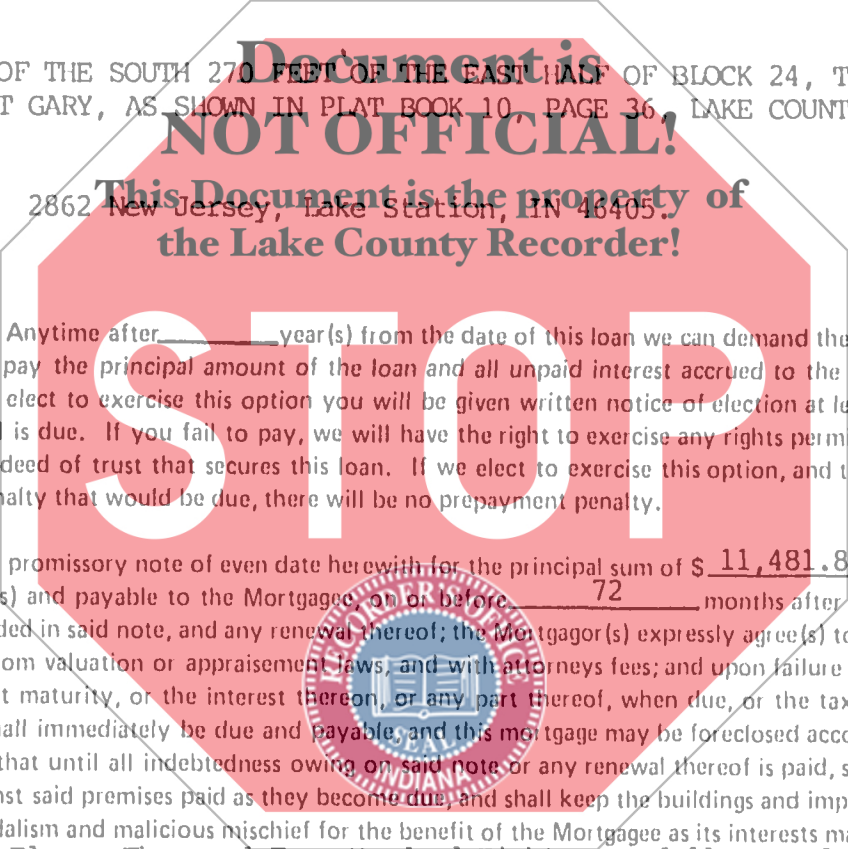 Document is
OF THE SOUTH 270 FEET OF THE EAST HALF OF BLOCK 24, T
T GARY, AS SHOWN IN PLAT BOOK 10, PAGE 36, LAKE COUNT
NOT OFFICIAL!
This Document is the property of
2862 New Jersey, Lake Station, IN 46405.
the Lake County Recorder!
STOP
Anytime after year(s) from the date of this loan we can demand the
pay the principal amount of the loan and all unpaid interest accrued to the
elect to exercise this option you will be given written notice of election at le
is due. If you fail to pay, we will have the right to exercise any rights permi
deed of trust that secures this loan. If we elect to exercise this option, and t
alty that would be due, there will be no prepayment penalty.
promissory note of even date herewith for the principal sum of $ 11,481.8
s) and payable to the Mortgagee, on or before 72 months after
ded in said note, and any renewal thereof; the Mortgagor(s) expressly agree(s) to
om valuation or appraisement laws, and with attorneys fees; and upon failure
t maturity, or the interest thereon, or any part thereof, when due, or the tax
all immediately be due and payable, and this mortgage may be foreclosed acco
that until all indebtedness owing on said note or any renewal thereof is paid, s
nst said premises paid as they become due, and shall keep the buildings and imp
dalism and malicious mischief for the benefit of the Mortgagee as its interests ma
RECORDER'S OFFICE
SEAL
INDIANA